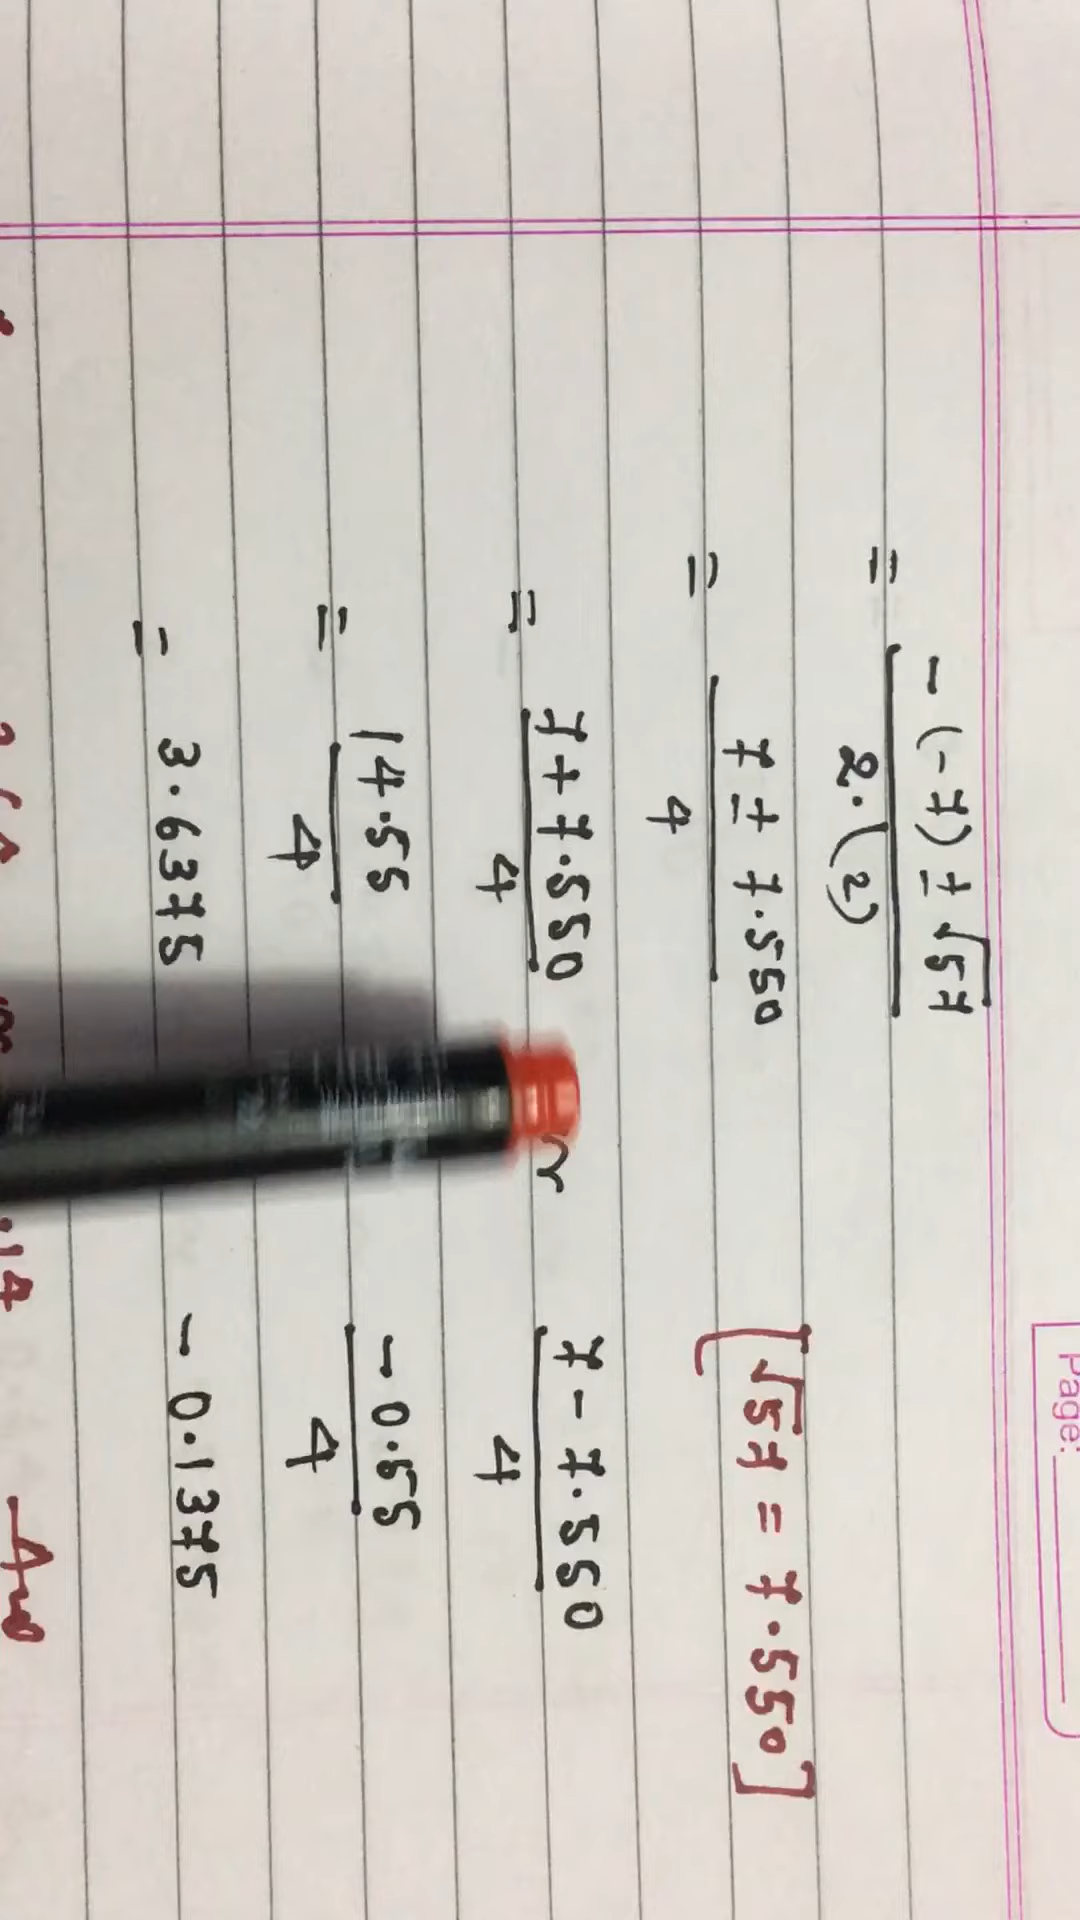 Page:
= -(-7) ± √57
2.(2)
= 7 ± 7.550 [√57 = 7.550]
4
= 7 + 7.550 7 - 7.550
4 4
= 14.55 -0.55
4 4
= 3.6375 -0.1375
Ans